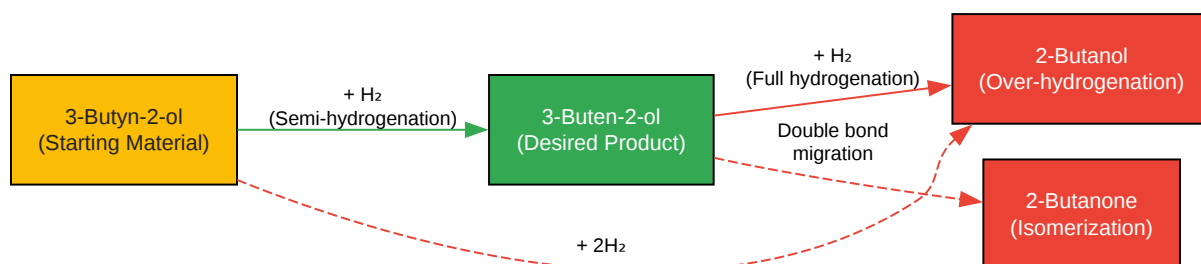 3-Butyn-2-ol
(Starting Material)
+ H₂
(Semi-hydrogenation)
3-Buten-2-ol
(Desired Product)
+ H₂
(Full hydrogenation)
2-Butanol
(Over-hydrogenation)
Double bond
migration
2-Butanone
(Isomerization)
+ 2H₂